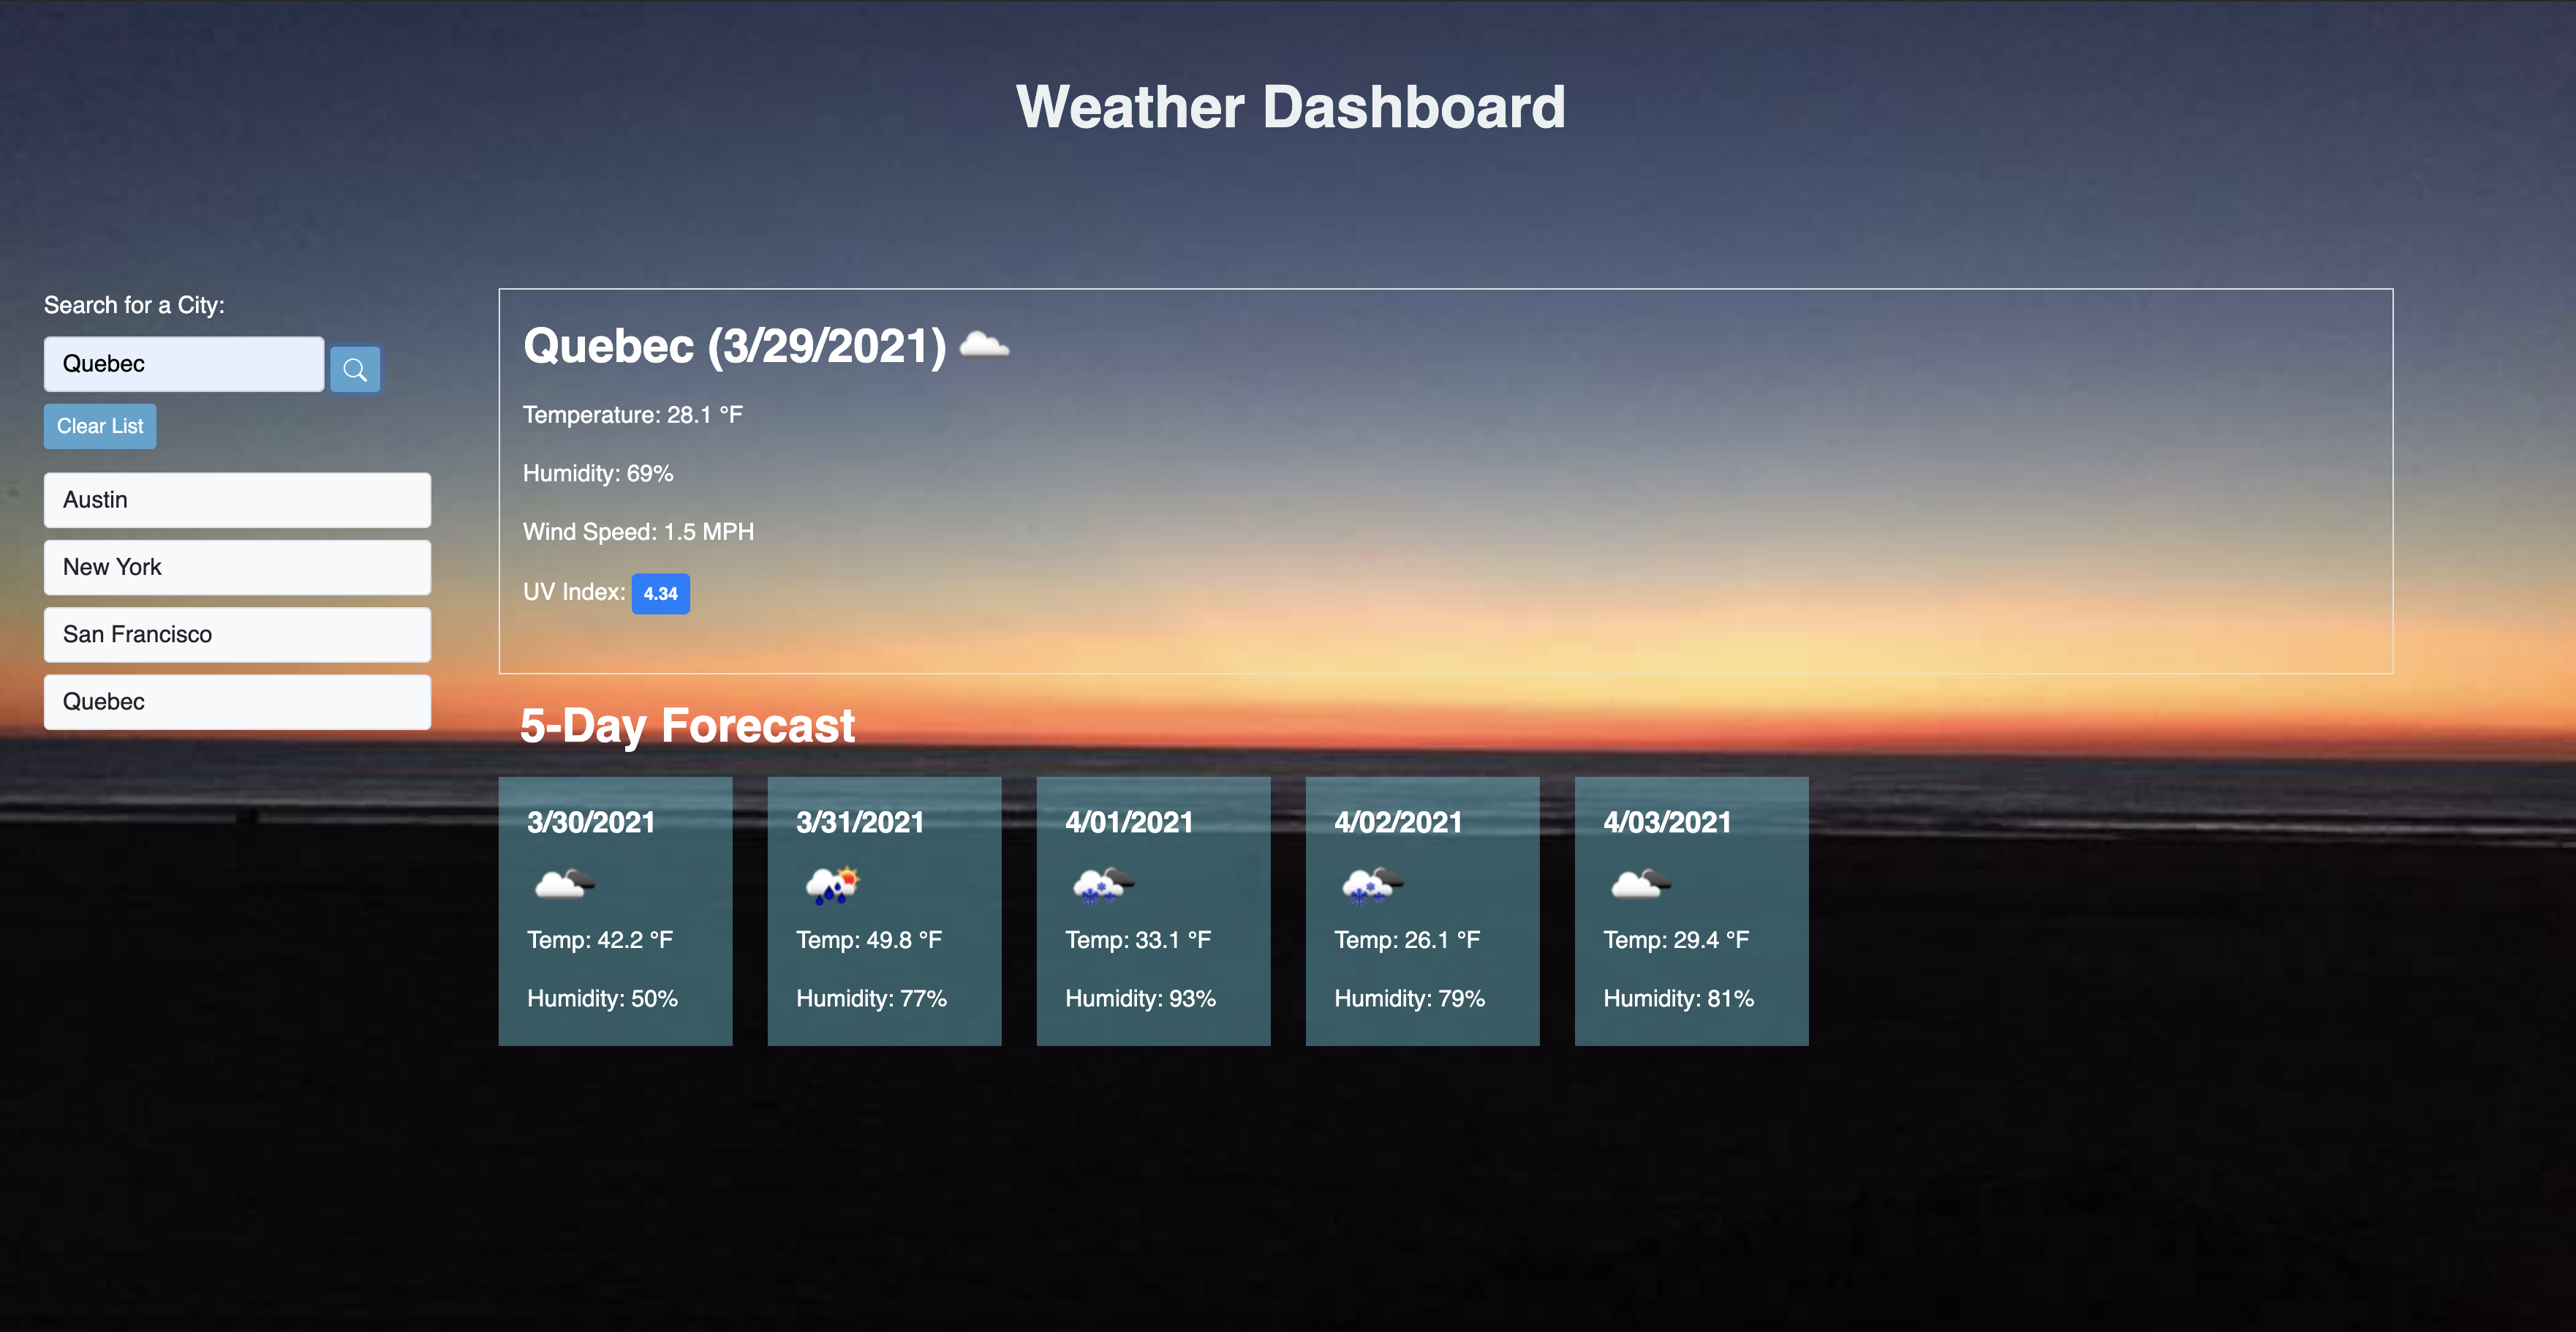 Weather Dashboard
Search for a City:
Quebec
Clear List
Austin
New York
San Francisco
Quebec
Quebec (3/29/2021)
Temperature: 28.1 °F
Humidity: 69%
Wind Speed: 1.5 MPH
UV Index: 4.34
5-Day Forecast
3/30/2021
Temp: 42.2 °F
Humidity: 50%
3/31/2021
Temp: 49.8 °F
Humidity: 77%
4/01/2021
Temp: 33.1 °F
Humidity: 93%
4/02/2021
Temp: 26.1 °F
Humidity: 79%
4/03/2021
Temp: 29.4 °F
Humidity: 81%